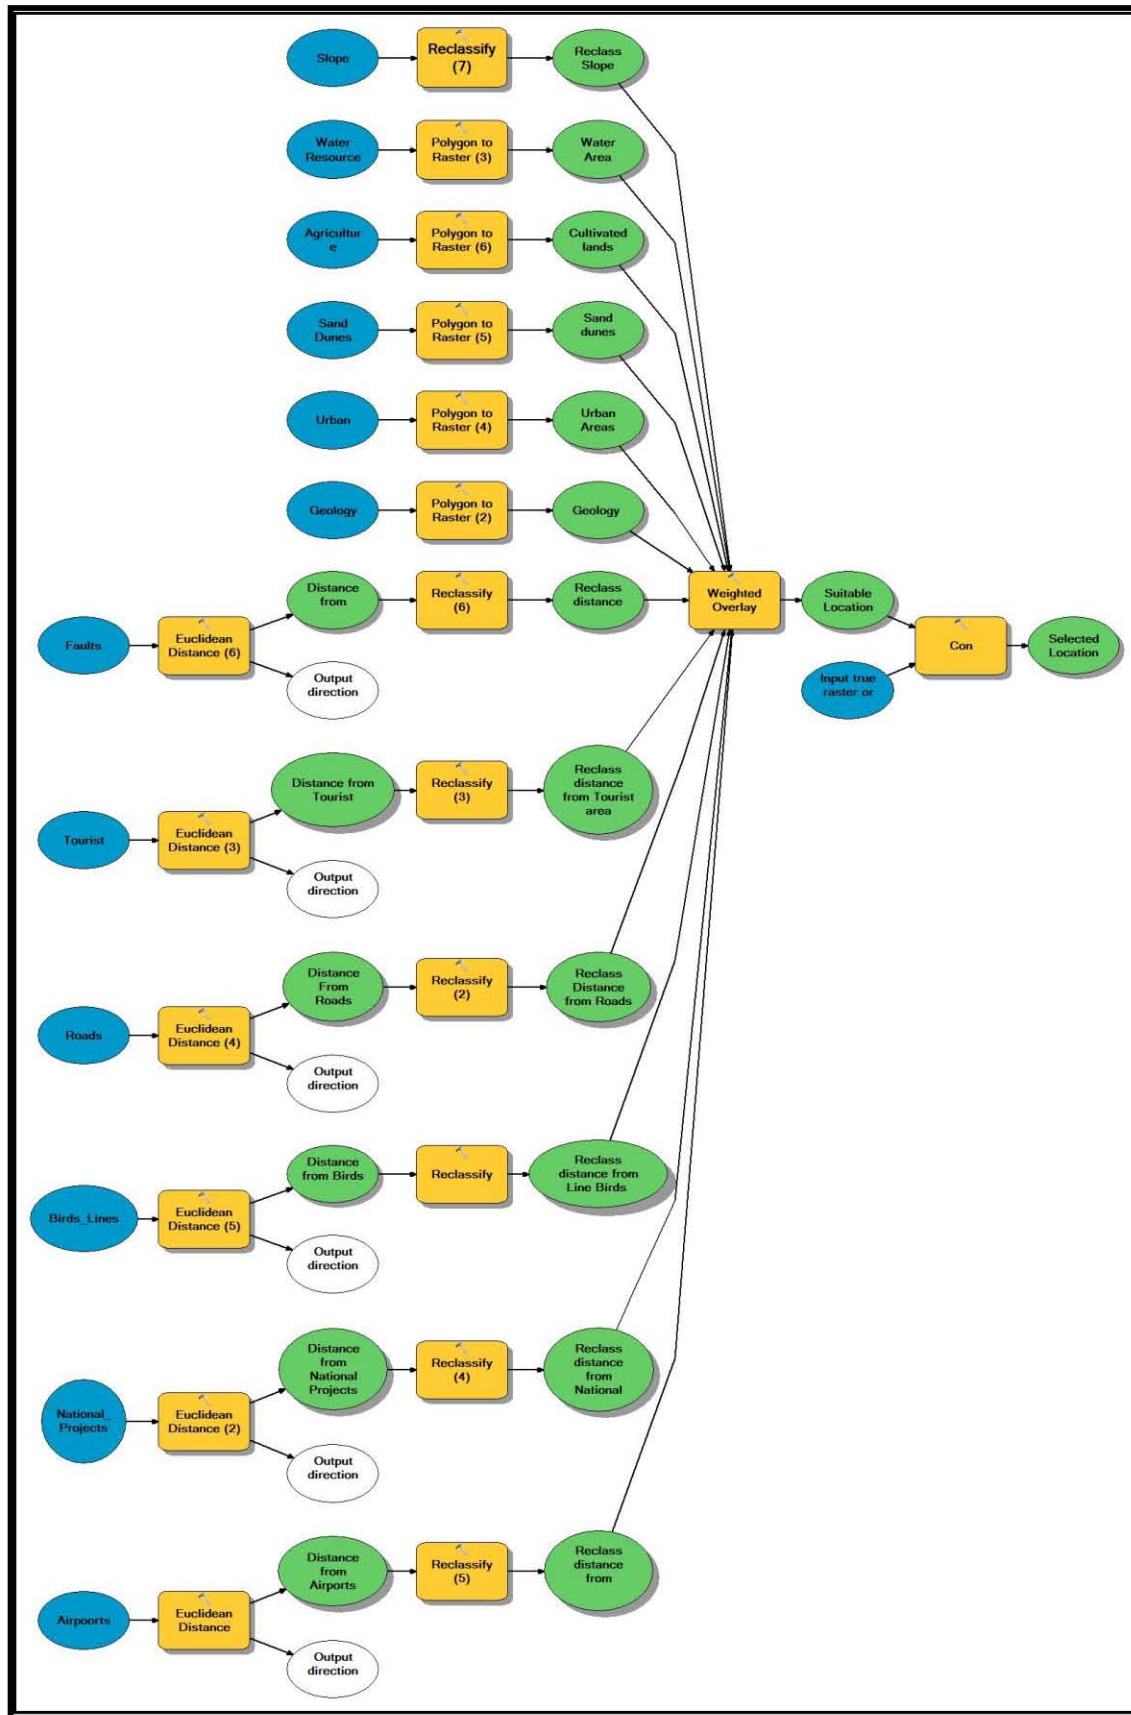 Slope
Reclassify
(7)
Reclass
Slope
Water
Resource
Polygon to
Raster (3)
Water
Area
Agricultur
e
Polygon to
Raster (6)
Cultivated
lands
Sand
Dunes
Polygon to
Raster (5)
Sand
dunes
Urban
Polygon to
Raster (4)
Urban
Areas
Geology
Polygon to
Raster (2)
Geology
Faults
Euclidean
Distance (6)
Distance
from
Output
direction
Reclassify
(6)
Reclass
distance
Weighted
Overlay
Suitable
Location
Input true
raster or
Con
Selected
Location
Tourist
Euclidean
Distance (3)
Distance from
Tourist
Output
direction
Reclassify
(3)
Reclass
distance
from Tourist
area
Roads
Euclidean
Distance (4)
Distance
From
Roads
Output
direction
Reclassify
(2)
Reclass
Distance
from Roads
Birds_Lines
Euclidean
Distance (5)
Distance
from Birds
Output
direction
Reclassify
Reclass
distance from
Line Birds
National_
Projects
Euclidean
Distance (2)
Distance
from
National
Projects
Output
direction
Reclassify
(4)
Reclass
distance
from
National
Airpoorts
Euclidean
Distance
Distance
from
Airports
Output
direction
Reclassify
(5)
Reclass
distance
from